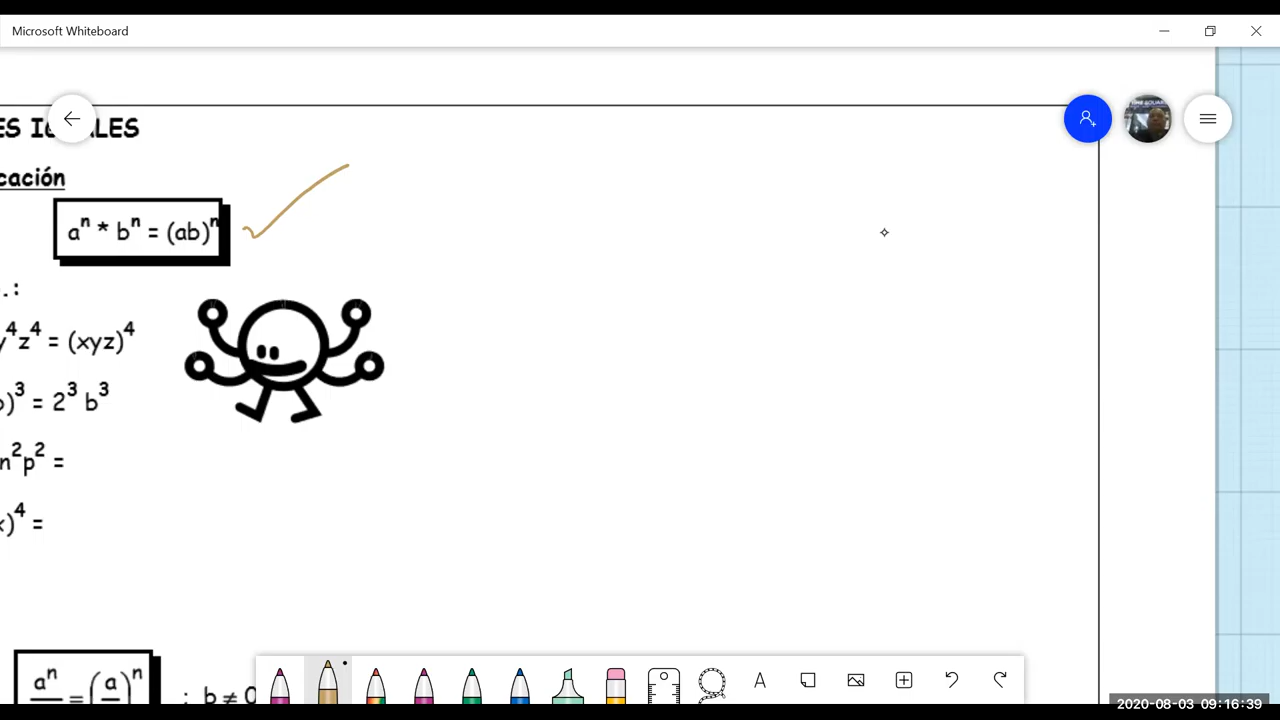 Microsoft Whiteboard
ES IGUALES
cación
aⁿ * bⁿ = (ab)ⁿ
.:
y⁴z⁴ = (xyz)⁴
)³ = 2³ b³
n²p² =
x)⁴ =
aⁿ = (a)ⁿ ; b ≠ 0
A
2020-08-03 09:16:39